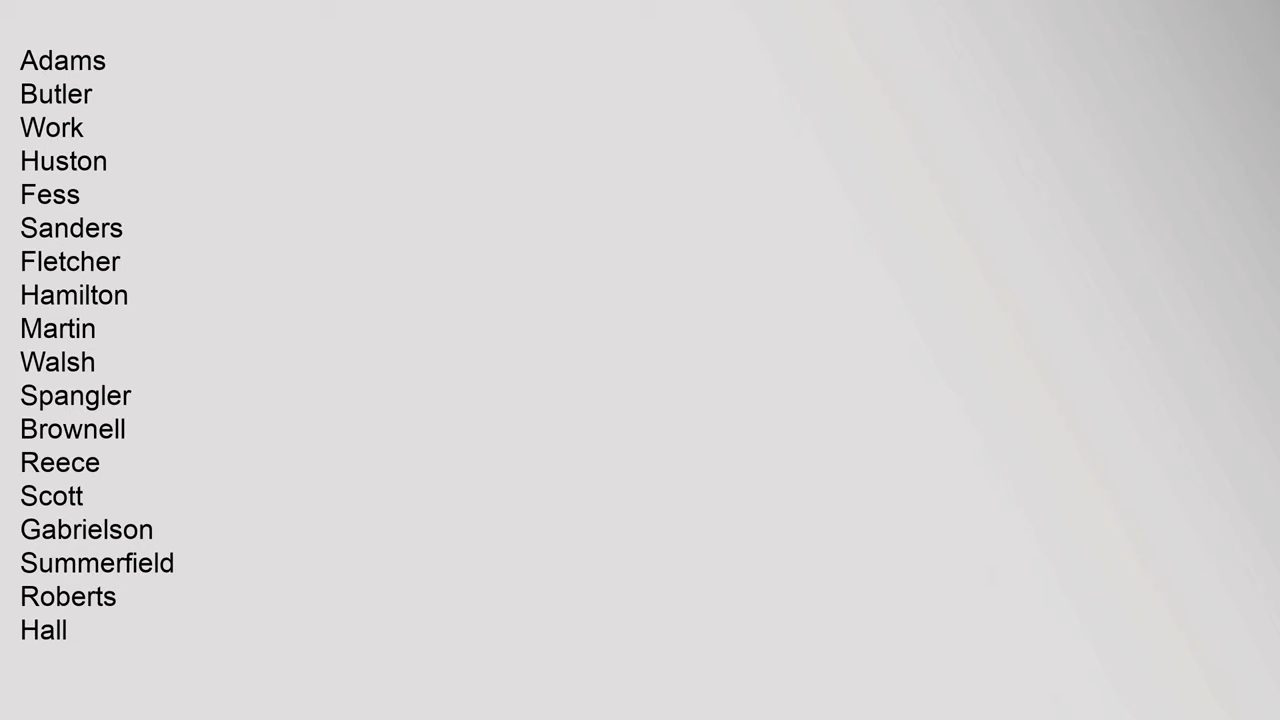 Adams
Butler
Work
Huston
Fess
Sanders
Fletcher
Hamilton
Martin
Walsh
Spangler
Brownell
Reece
Scott
Gabrielson
Summerfield
Roberts
Hall